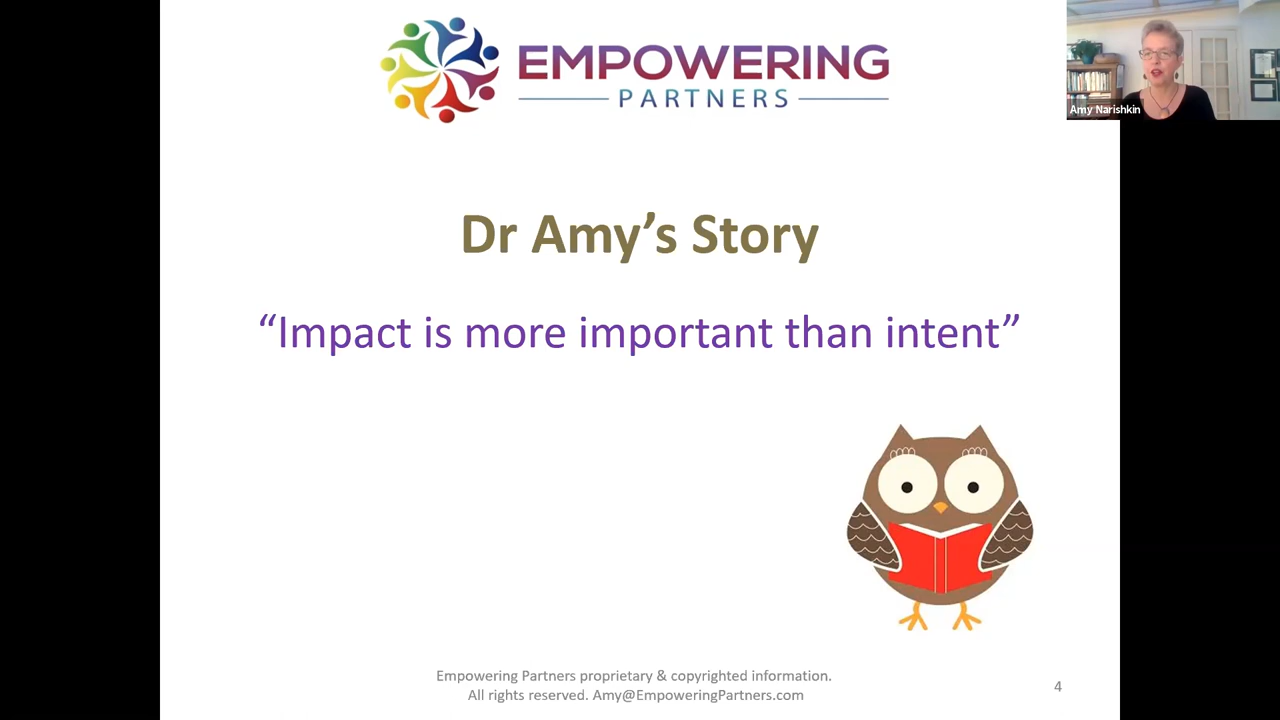 EMPOWERING
PARTNERS
Amy Narishkin
Dr Amy’s Story
“Impact is more important than intent”
Empowering Partners proprietary & copyrighted information.
All rights reserved. Amy@EmpoweringPartners.com
4